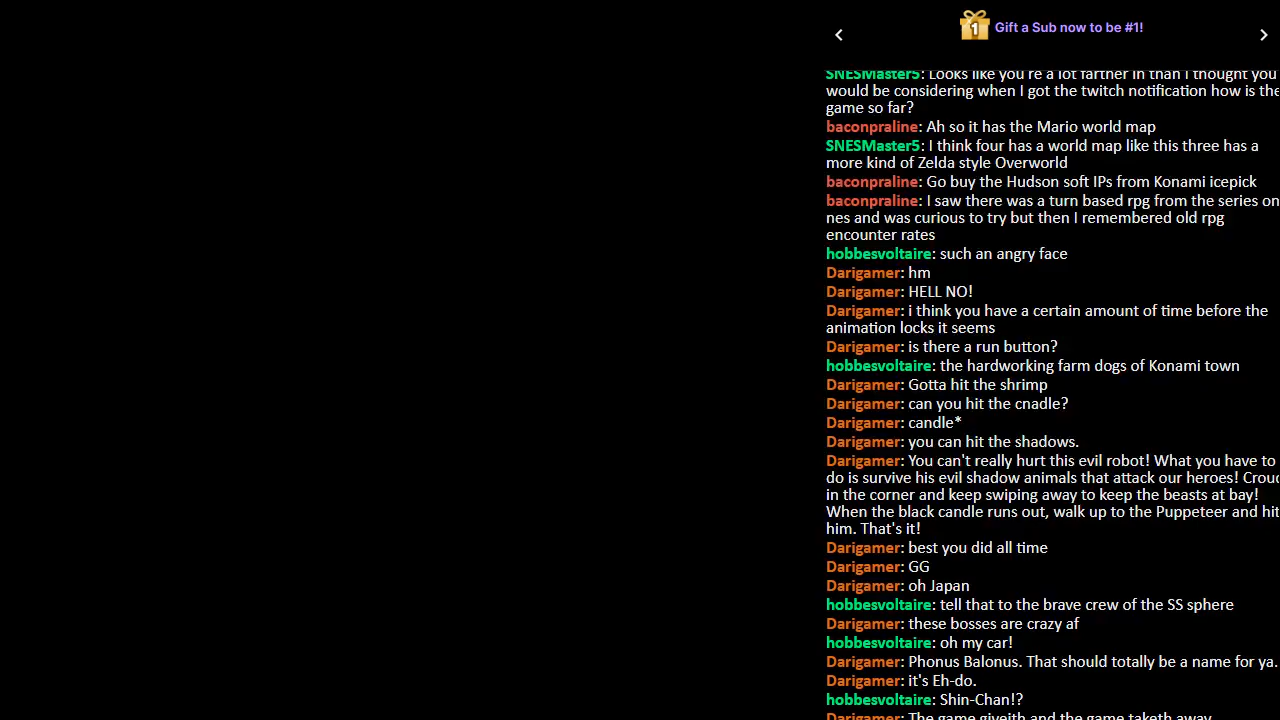 1 Gift a Sub now to be #1!
SNESMaster5: Looks like you're a lot farther in than I thought you
would be considering when I got the twitch notification how is the
game so far?
baconpraline: Ah so it has the Mario world map
SNESMaster5: I think four has a world map like this three has a
more kind of Zelda style Overworld
baconpraline: Go buy the Hudson soft IPs from Konami icepick
baconpraline: I saw there was a turn based rpg from the series on
nes and was curious to try but then I remembered old rpg
encounter rates
hobbesvoltaire: such an angry face
Darigamer: hm
Darigamer: HELL NO!
Darigamer: i think you have a certain amount of time before the
animation locks it seems
Darigamer: is there a run button?
hobbesvoltaire: the hardworking farm dogs of Konami town
Darigamer: Gotta hit the shrimp
Darigamer: can you hit the cnadle?
Darigamer: candle*
Darigamer: you can hit the shadows.
Darigamer: You can't really hurt this evil robot! What you have to
do is survive his evil shadow animals that attack our heroes! Crouc
in the corner and keep swiping away to keep the beasts at bay!
When the black candle runs out, walk up to the Puppeteer and hit
him. That's it!
Darigamer: best you did all time
Darigamer: GG
Darigamer: oh Japan
hobbesvoltaire: tell that to the brave crew of the SS sphere
Darigamer: these bosses are crazy af
hobbesvoltaire: oh my car!
Darigamer: Phonus Balonus. That should totally be a name for ya.
Darigamer: it's Eh-do.
hobbesvoltaire: Shin-Chan!?
Darigamer: The game giveith and the game taketh away